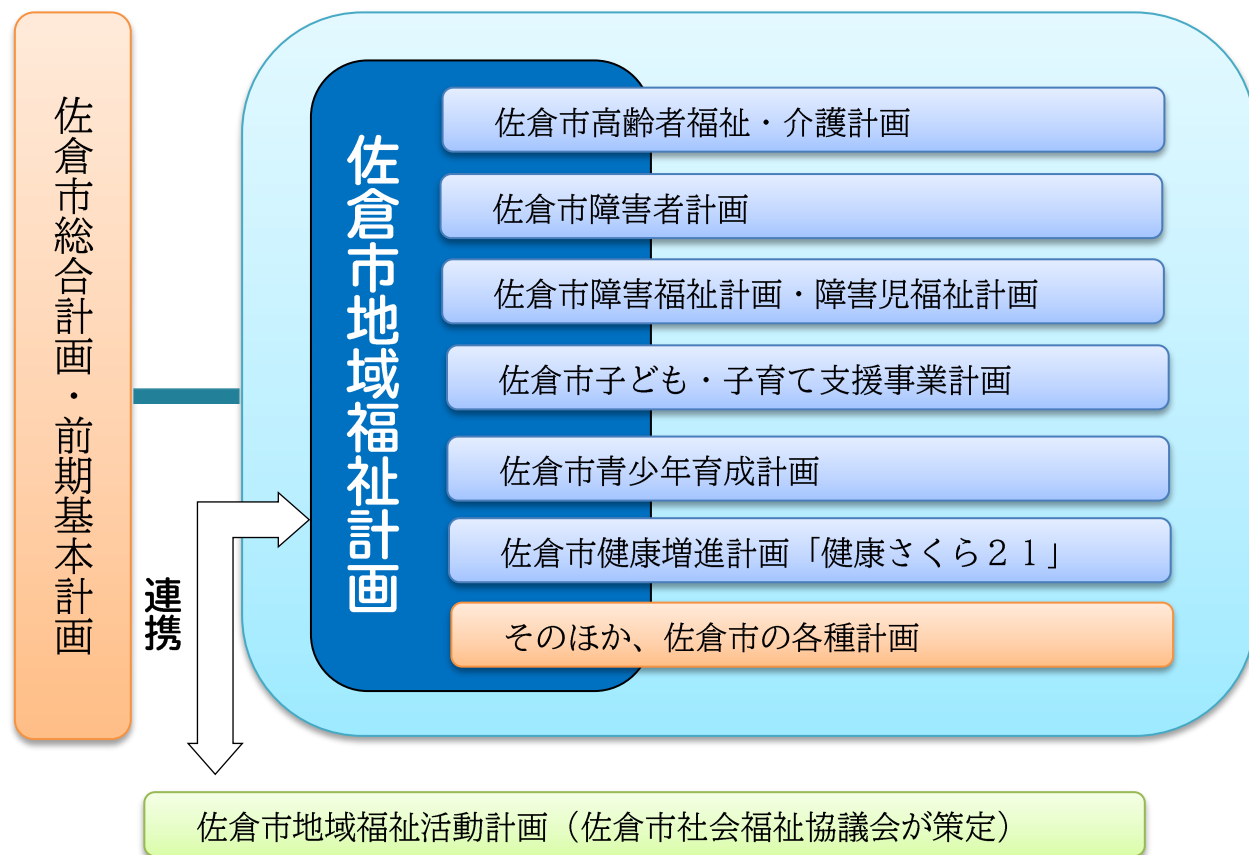 佐倉市総合計画・前期基本計画
佐倉市地域福祉計画
佐倉市高齢者福祉・介護計画
佐倉市障害者計画
佐倉市障害福祉計画・障害児福祉計画
佐倉市子ども・子育て支援事業計画
佐倉市青少年育成計画
佐倉市健康増進計画「健康さくら２１」
そのほか、佐倉市の各種計画
連携
佐倉市地域福祉活動計画（佐倉市社会福祉協議会が策定）